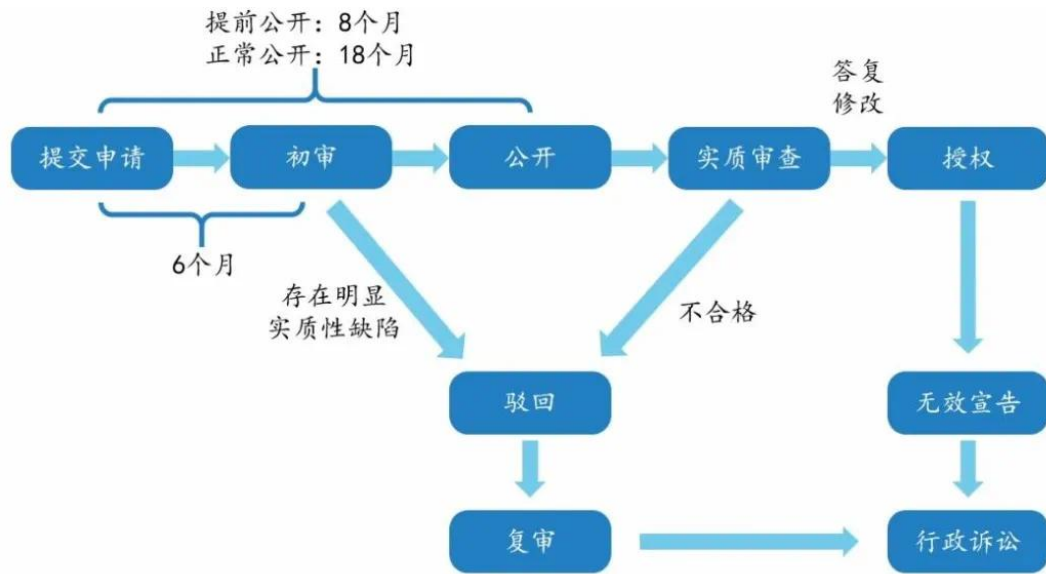 提前公开：8个月
正常公开：18个月
答复
修改
提交申请
初审
公开
实质审查
授权
6个月
存在明显
实质性缺陷
不合格
驳回
无效宣告
复审
行政诉讼